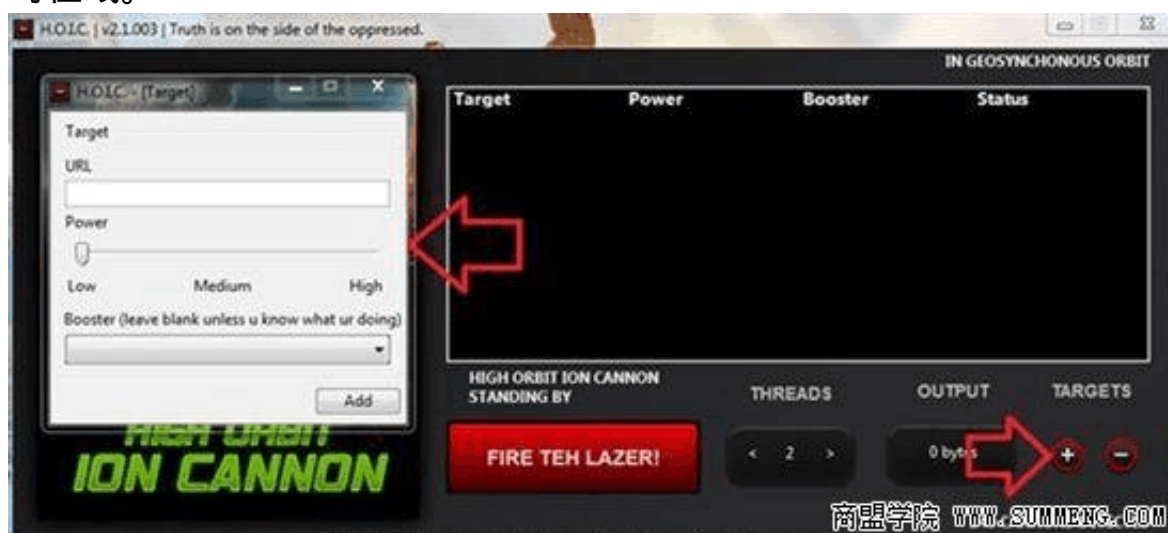 H.O.I.C. | v2.1.003 | Truth is on the side of the oppressed.
IN GEOSYNCHONOUS ORBIT
H.O.I.C. - [Target]
Target Power Booster Status
Target
URL
Power
Low Medium High
Booster (leave blank unless u know what ur doing)
Add
HIGH ORBIT
ION CANNON
HIGH ORBIT ION CANNON
STANDING BY
THREADS OUTPUT TARGETS
FIRE TEH LAZER!
< 2 > 0 bytes + -
商盟学院 WWW.SUMMENG.COM